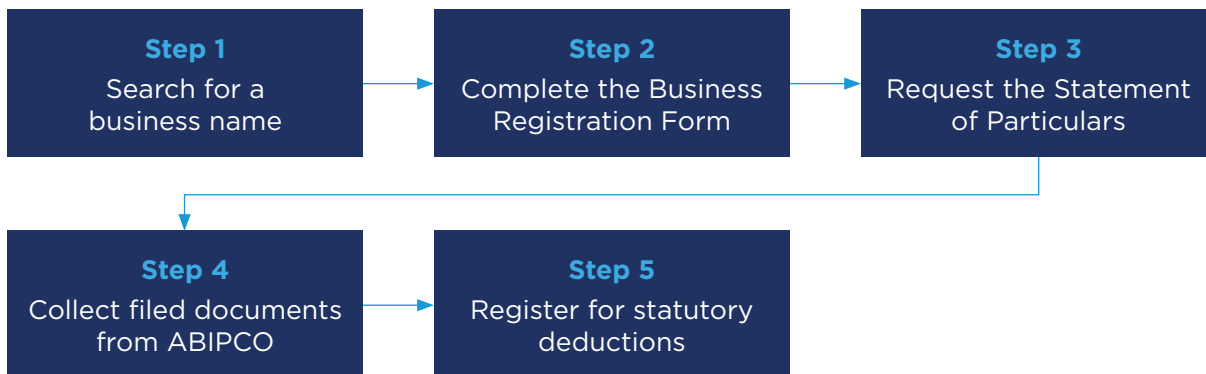 Step 1
Search for a
business name
Step 2
Complete the Business
Registration Form
Step 3
Request the Statement
of Particulars
Step 4
Collect filed documents
from ABIPCO
Step 5
Register for statutory
deductions